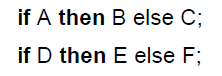 if A then B else C;
if D then E else F;